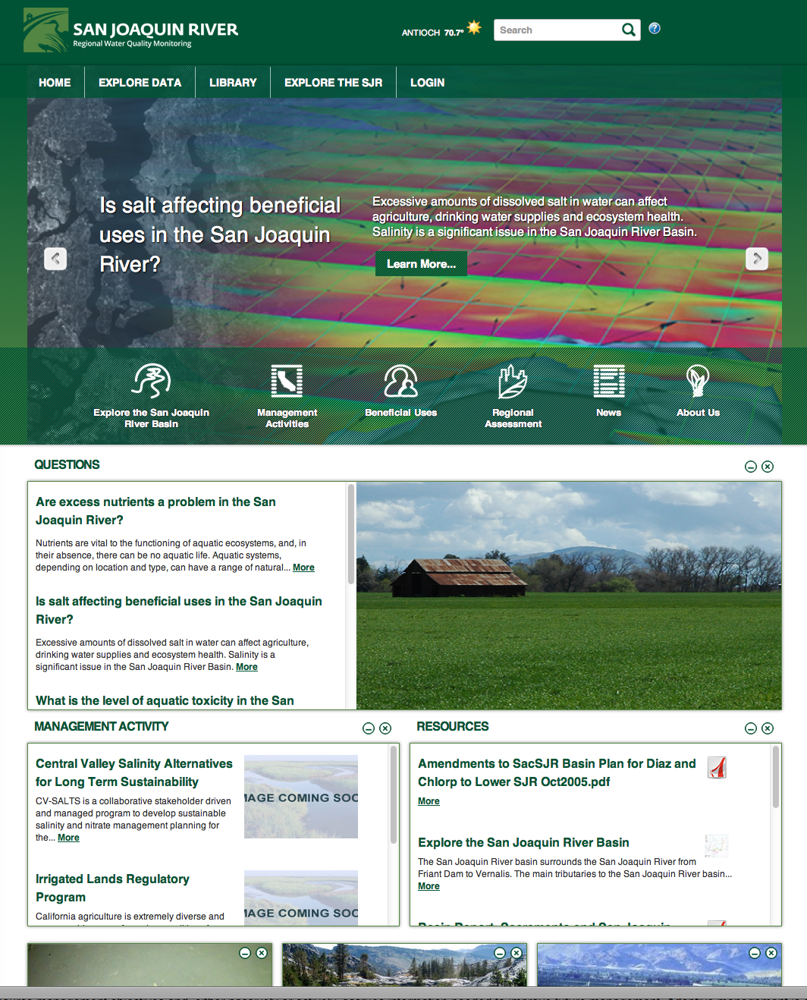 SAN JOAQUIN RIVER
Regional Water Quality Monitoring
ANTIOCH 70.7°
Search
?
HOME
EXPLORE DATA
LIBRARY
EXPLORE THE SJR
LOGIN
Is salt affecting beneficial
uses in the San Joaquin
River?
Excessive amounts of dissolved salt in water can affect
agriculture, drinking water supplies and ecosystem health.
Salinity is a significant issue in the San Joaquin River Basin.
Learn More...
Explore the San Joaquin
River Basin
Management
Activities
Beneficial Uses
Regional
Assessment
News
About Us
QUESTIONS
Are excess nutrients a problem in the San
Joaquin River?
Nutrients are vital to the functioning of aquatic ecosystems, and, in
their absence, there can be no aquatic life. Aquatic systems,
depending on location and type, can have a range of natural... More
Is salt affecting beneficial uses in the San Joaquin
River?
Excessive amounts of dissolved salt in water can affect agriculture,
drinking water supplies and ecosystem health. Salinity is a
significant issue in the San Joaquin River Basin. More
What is the level of aquatic toxicity in the San
MANAGEMENT ACTIVITY
Central Valley Salinity Alternatives
for Long Term Sustainability
CV-SALTS is a collaborative stakeholder driven
and managed program to develop sustainable
salinity and nitrate management planning for
the... More
MAGE COMING SOO
Irrigated Lands Regulatory
Program
California agriculture is extremely diverse and
MAGE COMING SOO
RESOURCES
Amendments to SacSJR Basin Plan for Diaz and
Chlorp to Lower SJR Oct2005.pdf
More
Explore the San Joaquin River Basin
The San Joaquin River basin surrounds the San Joaquin River from
Friant Dam to Vernalis. The main tributaries to the San Joaquin River basin...
More